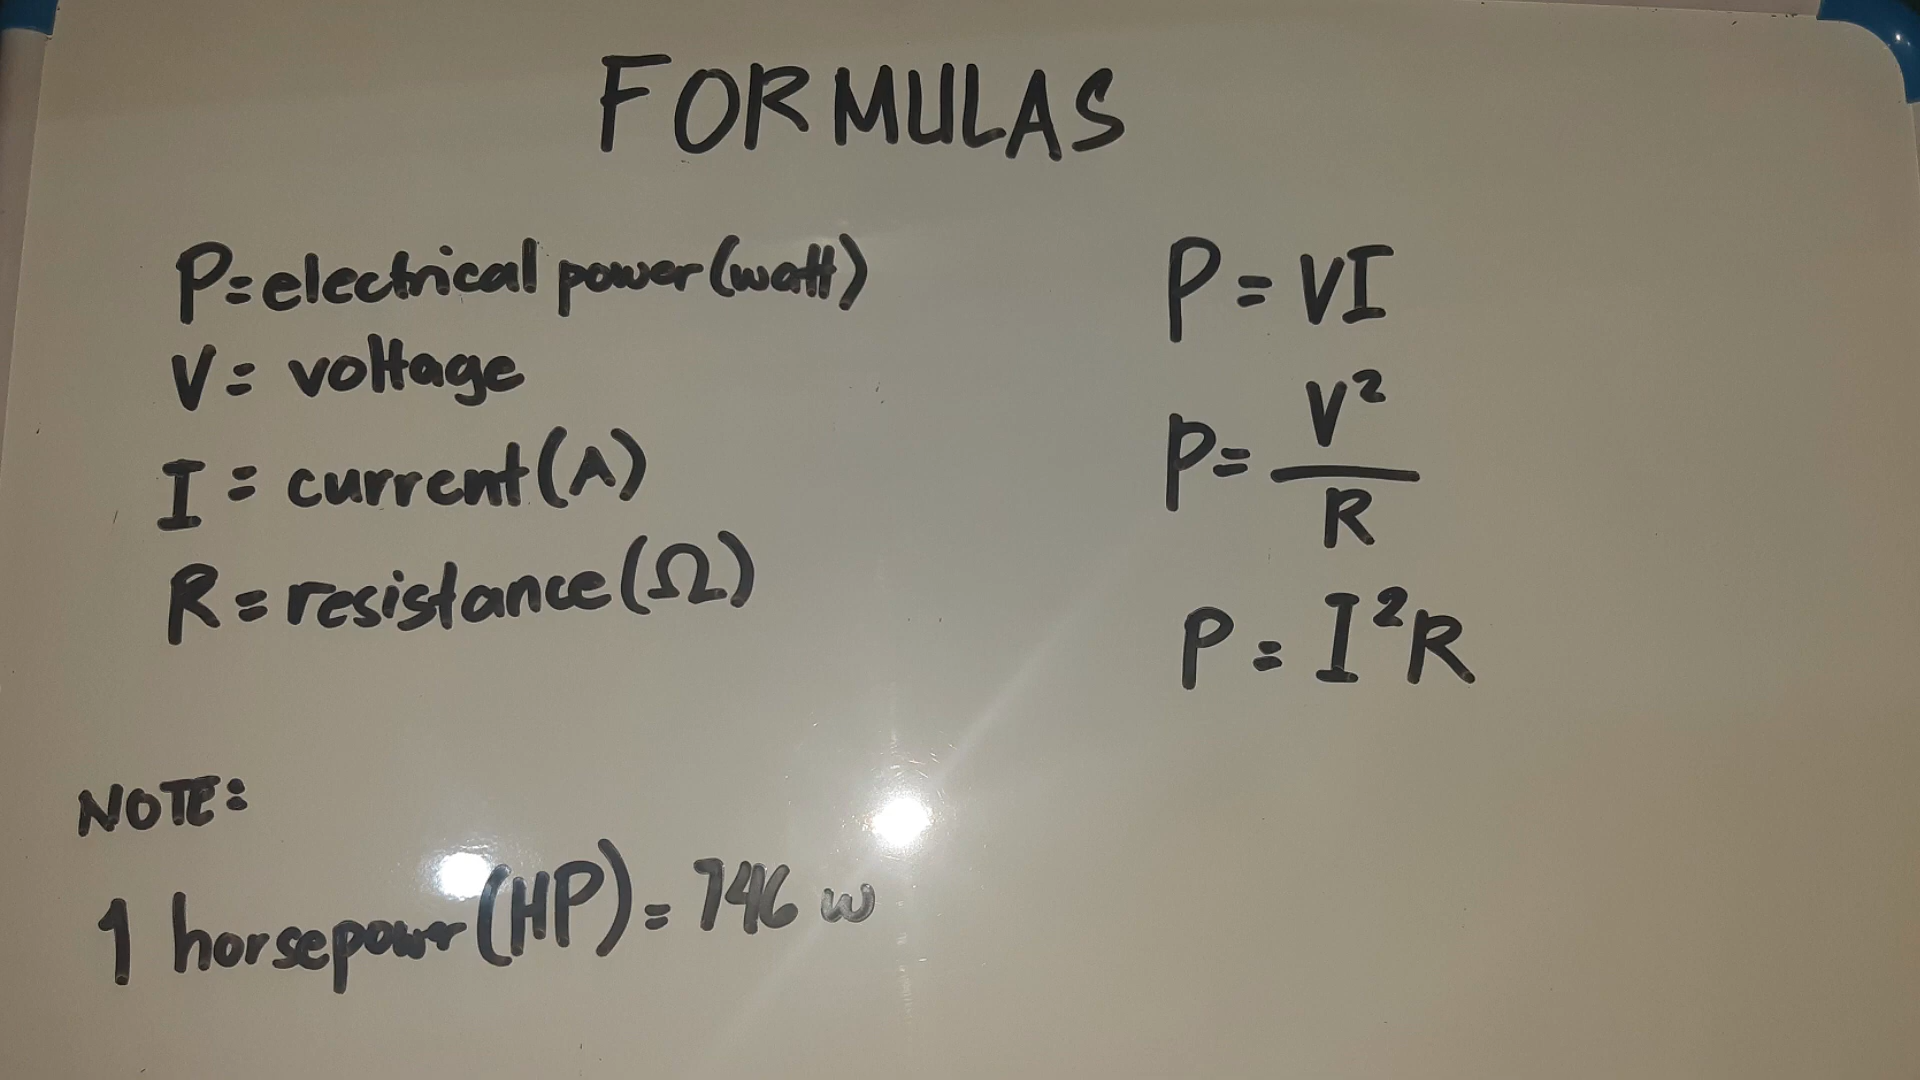 FORMULAS
P=electrical power (watt)
V= voltage
I = current (A)
R = resistance (Ω)
P = VI
P= V²
R
P = I²R
NOTE:
1 horsepower (HP) = 746 w